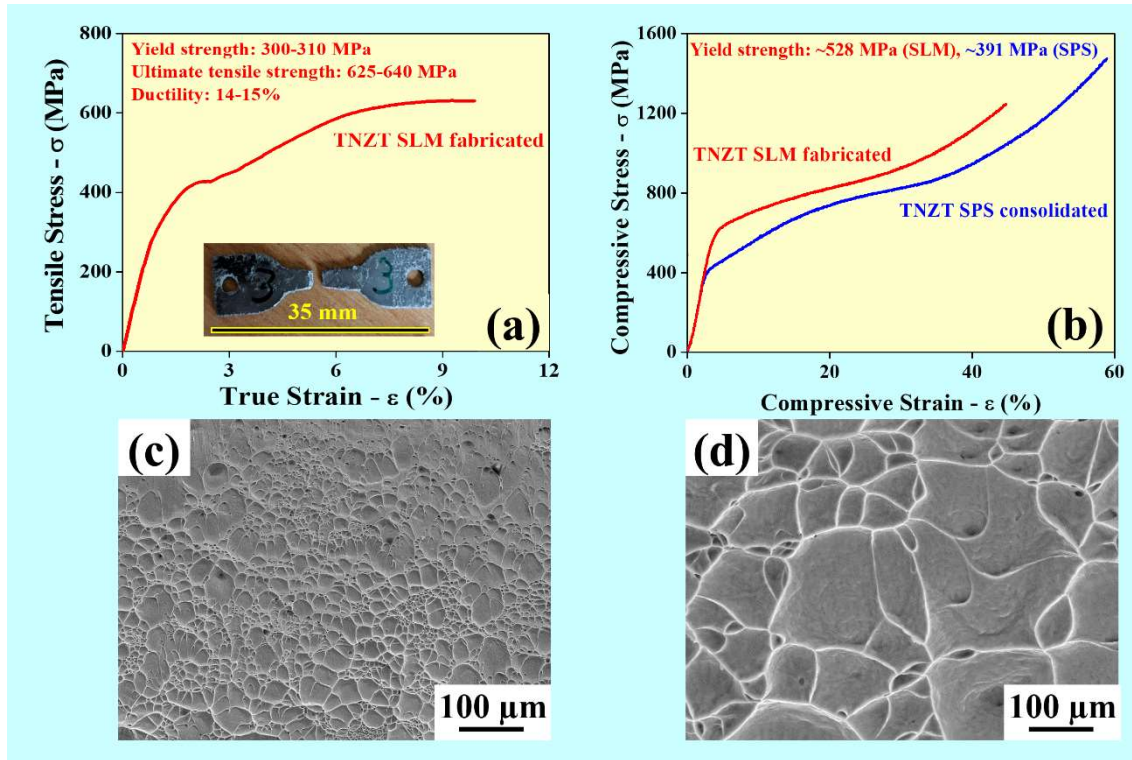 800
600
400
200
0
0
3
6
9
12
Tensile Stress - σ (MPa)
True Strain - ε (%)
Yield strength: 300-310 MPa
Ultimate tensile strength: 625-640 MPa
Ductility: 14-15%
TNZT SLM fabricated
3
3
35 mm
(a)
1600
1200
800
400
0
0
20
40
60
Compressive Stress - σ (MPa)
Compressive Strain - ε (%)
Yield strength: ~528 MPa (SLM), ~391 MPa (SPS)
TNZT SLM fabricated
TNZT SPS consolidated
(b)
(c)
100 μm
(d)
100 μm